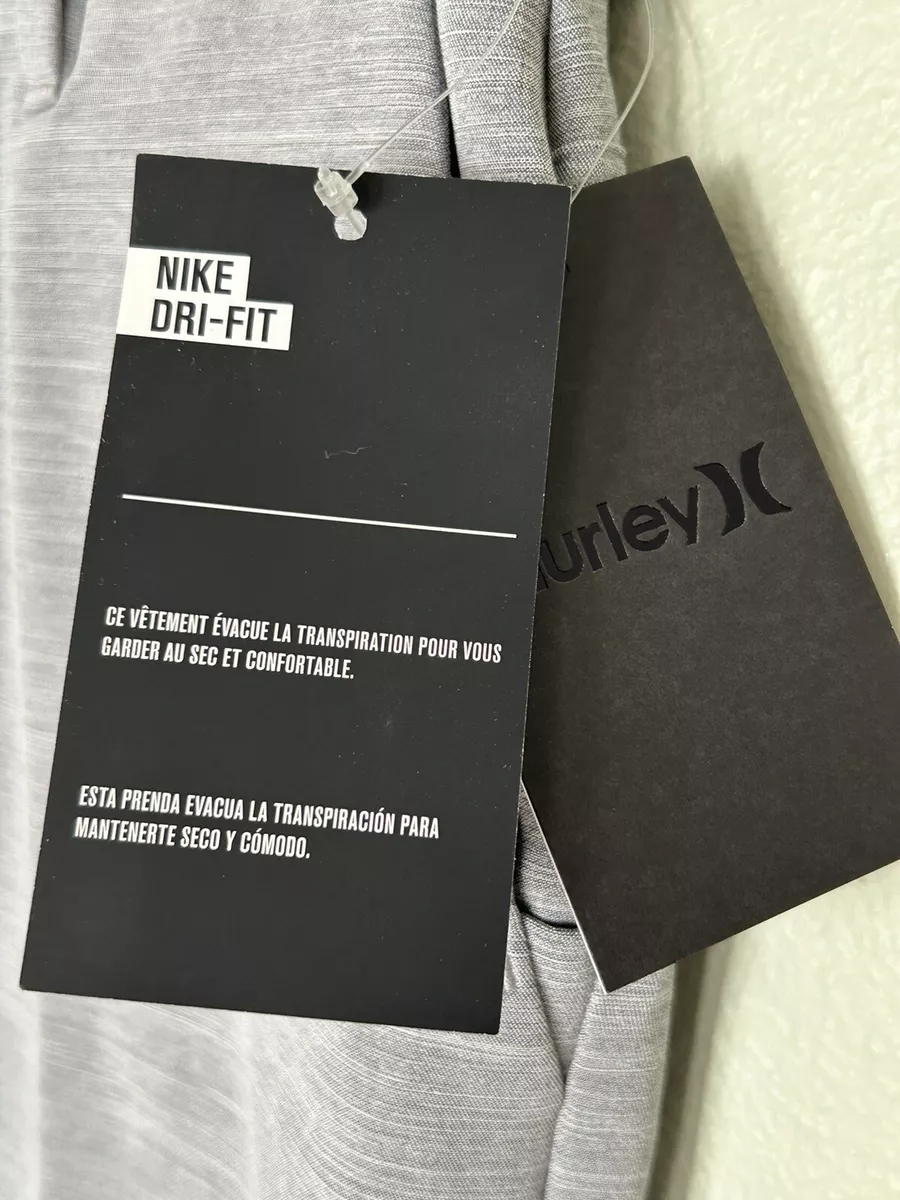 NIKE
DRI-FIT
CE VÊTEMENT ÉVACUE LA TRANSPIRATION POUR VOUS
GARDER AU SEC ET CONFORTABLE.
ESTA PRENDA EVACUA LA TRANSPIRACIÓN PARA
MANTENERTE SECO Y CÓMODO.
urley